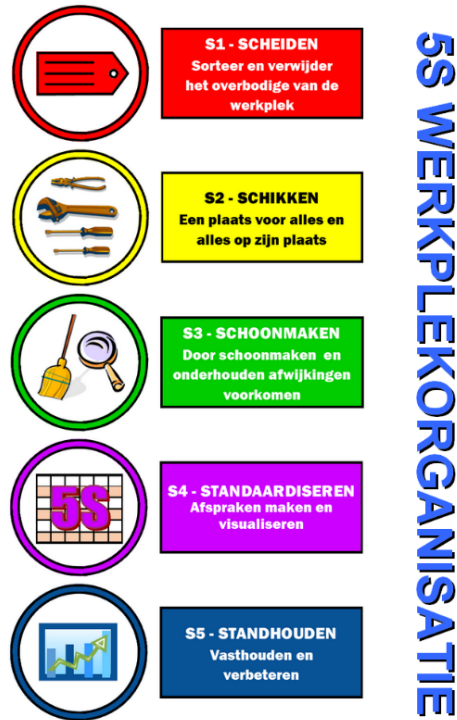 S1 - SCHEIDEN
Sorteer en verwijder
het overbodige van de
werkplek
S2 - SCHIKKEN
Een plaats voor alles en
alles op zijn plaats
S3 - SCHOONMAKEN
Door schoonmaken en
onderhouden afwijkingen
voorkomen
5S
S4 - STANDAARDISEREN
Afspraken maken en
visualiseren
S5 - STANDHOUDEN
Vasthouden en
verbeteren
5S WERKPLEKORGANISATIE